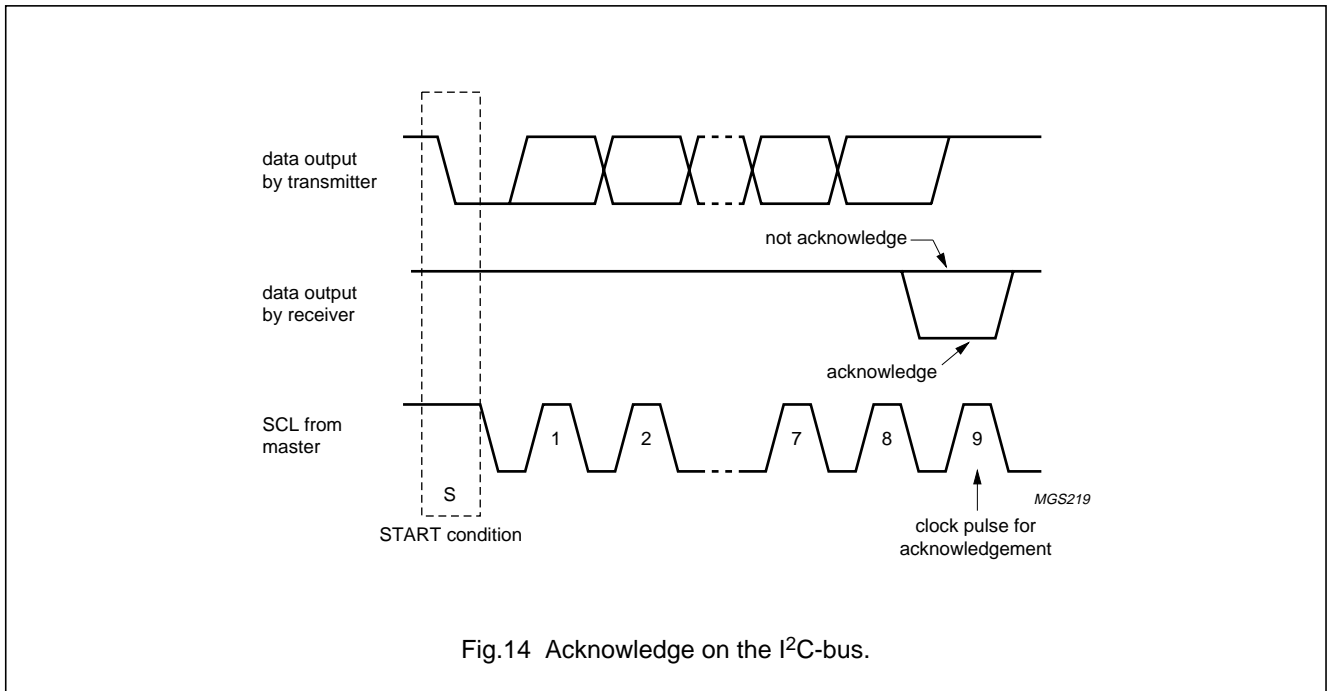 data output
by transmitter
not acknowledge
data output
by receiver
acknowledge
SCL from
master
1
2
7
8
9
S
MGS219
START condition
clock pulse for
acknowledgement
Fig.14 Acknowledge on the I²C-bus.